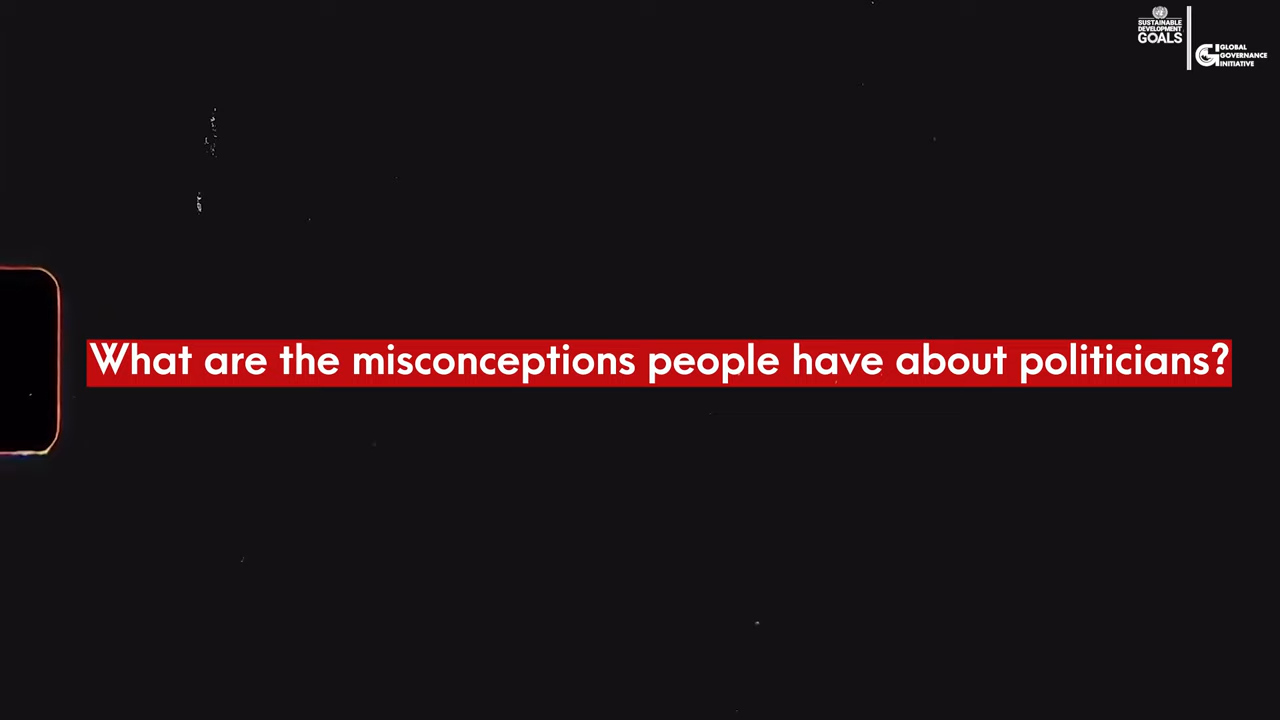 SUSTAINABLE
DEVELOPMENT
GOALS
GLOBAL
GOVERNANCE
INITIATIVE
What are the misconceptions people have about politicians?